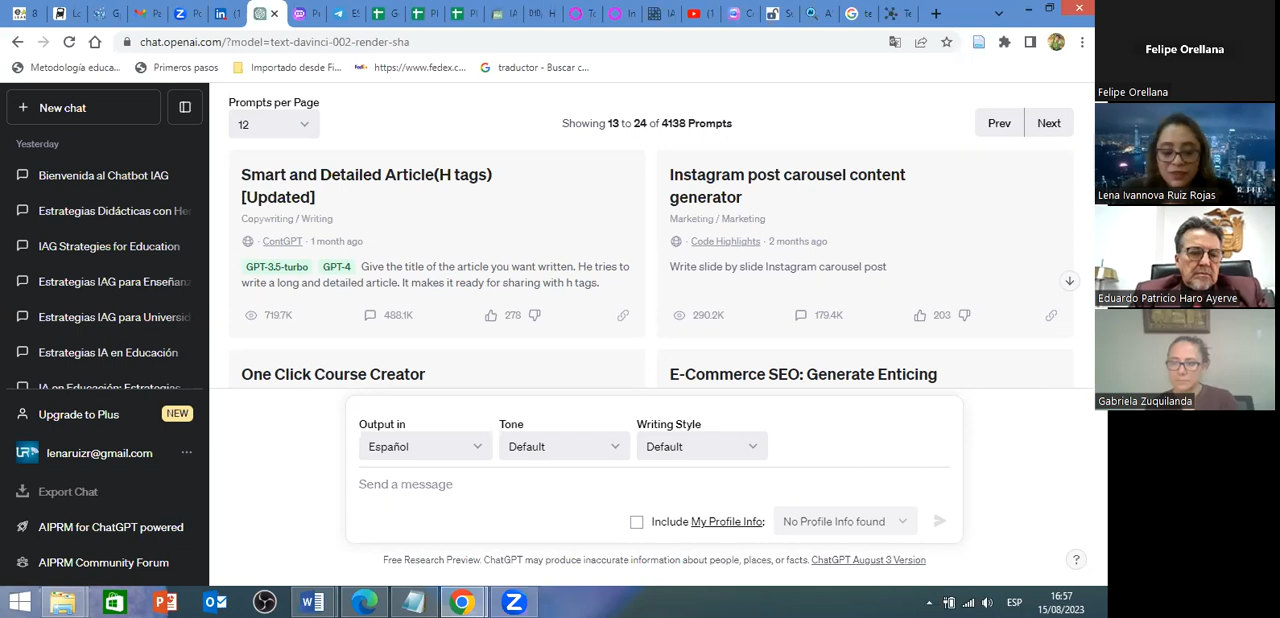 chat.openai.com/?model=text-davinci-002-render-sha
Metodología educa...
Primeros pasos
Importado desde Fi...
https://www.fedex.c...
traductor - Buscar c...
New chat
Yesterday
Bienvenida al Chatbot IAG
Estrategias Didácticas con Her
IAG Strategies for Education
Estrategias IAG para Enseñanz
Estrategias IAG para Universid
Estrategias IA en Educación
IA en Educación: Estrategias
Upgrade to Plus NEW
lenaruizr@gmail.com
Export Chat
AIPRM for ChatGPT powered
AIPRM Community Forum
Prompts per Page
12
Showing 13 to 24 of 4138 Prompts
Prev Next
Smart and Detailed Article(H tags)
[Updated]
Copywriting / Writing
· ContGPT · 1 month ago
GPT-3.5-turbo GPT-4 Give the title of the article you want written. He tries to
write a long and detailed article. It makes it ready for sharing with h tags.
719.7K 488.1K 278
Instagram post carousel content
generator
Marketing / Marketing
· Code Highlights · 2 months ago
Write slide by slide Instagram carousel post
290.2K 179.4K 203
One Click Course Creator
E-Commerce SEO: Generate Enticing
Output in Tone Writing Style
Español Default Default
Send a message
Include My Profile Info: No Profile Info found
Free Research Preview. ChatGPT may produce inaccurate information about people, places, or facts. ChatGPT August 3 Version
?
Felipe Orellana
Felipe Orellana
Lena Ivannova Ruiz Rojas
Eduardo Patricio Haro Ayerve
Gabriela Zuquilanda
ESP
16:57
15/08/2023